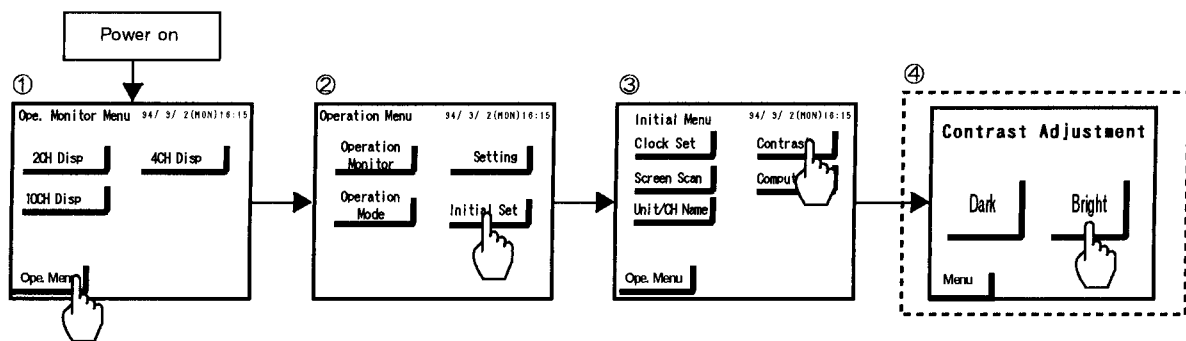 Power on
①
Ope. Monitor Menu 94/ 3/ 2(MON)16:15
2CH Disp 4CH Disp
10CH Disp
Ope. Menu
②
Operation Menu 94/ 3/ 2(MON)16:15
Operation
Monitor
Setting
Operation
Mode
Initial Set
③
Initial Menu 94/ 3/ 2(MON)16:15
Clock Set Contras
Screen Scan Comput
Unit/CH Name
Ope. Menu
④
Contrast Adjustment
Dark Bright
Menu